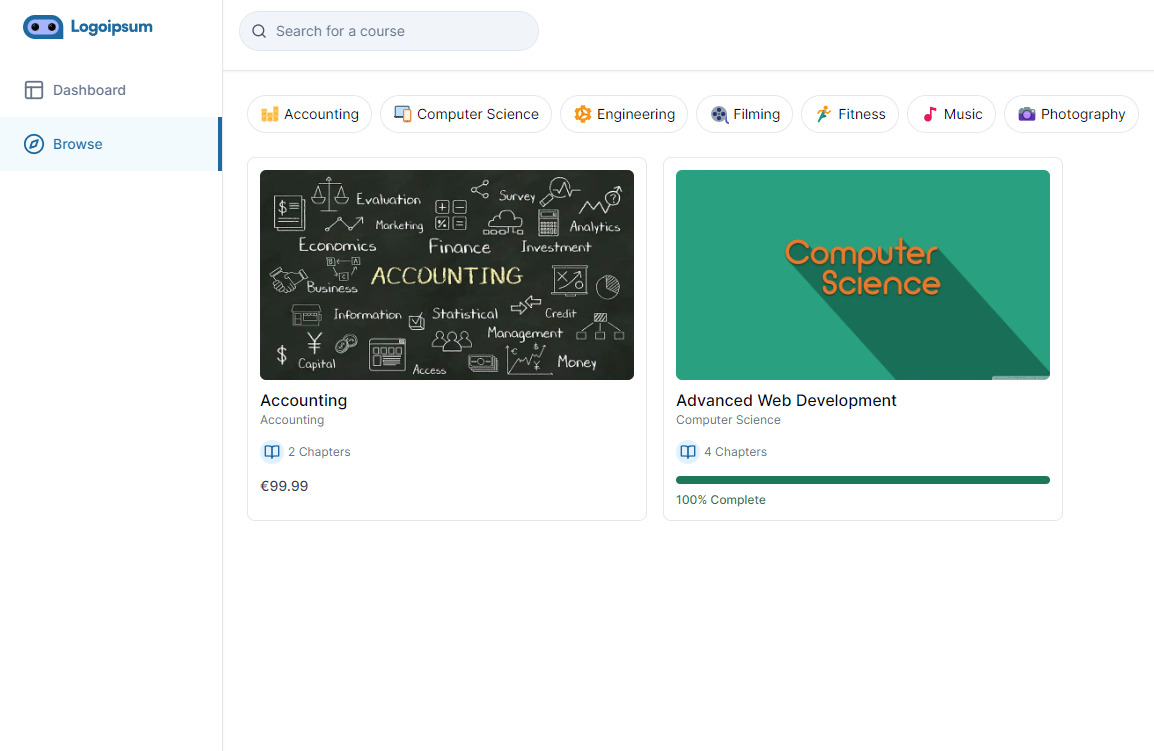 Logoipsum
Search for a course
Dashboard
Browse
Accounting
Computer Science
Engineering
Filming
Fitness
Music
Photography
Evaluation
Survey
Marketing
Analytics
Economics
Finance
Investment
B
A
C
ACCOUNTING
Business
Information
Statistical
Credit
Management
Capital
Access
Money
Computer
Science
Accounting
Accounting
2 Chapters
€99.99
Advanced Web Development
Computer Science
4 Chapters
100% Complete